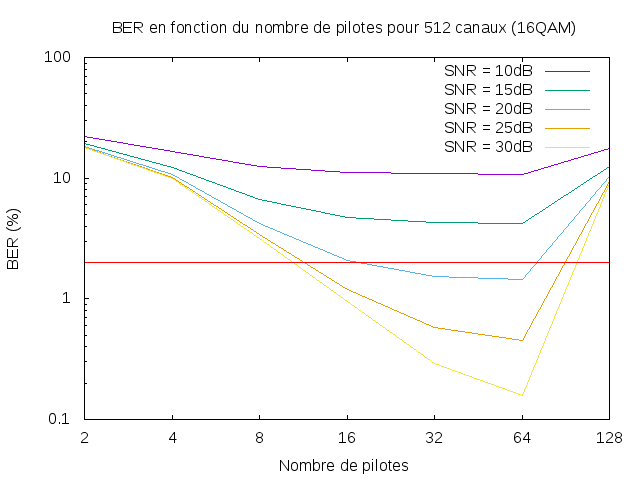 BER en fonction du nombre de pilotes pour 512 canaux (16QAM)
100
10
1
0.1
BER (%)
SNR = 10dB
SNR = 15dB
SNR = 20dB
SNR = 25dB
SNR = 30dB
2 4 8 16 32 64 128
Nombre de pilotes